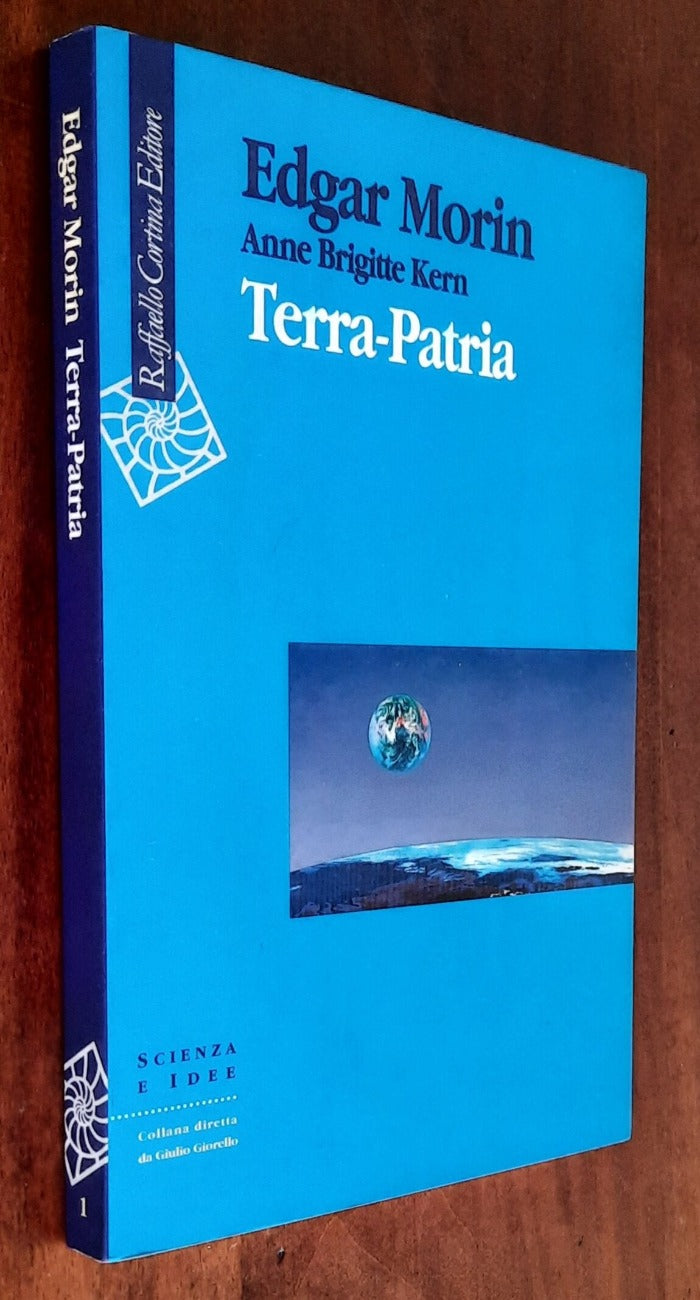 Edgar Morin Terra-Patria
1
Raffaello Cortina Editore
Edgar Morin
Anne Brigitte Kern
Terra-Patria
SCIENZA
E IDEE
Collana diretta
da Giulio Giorello